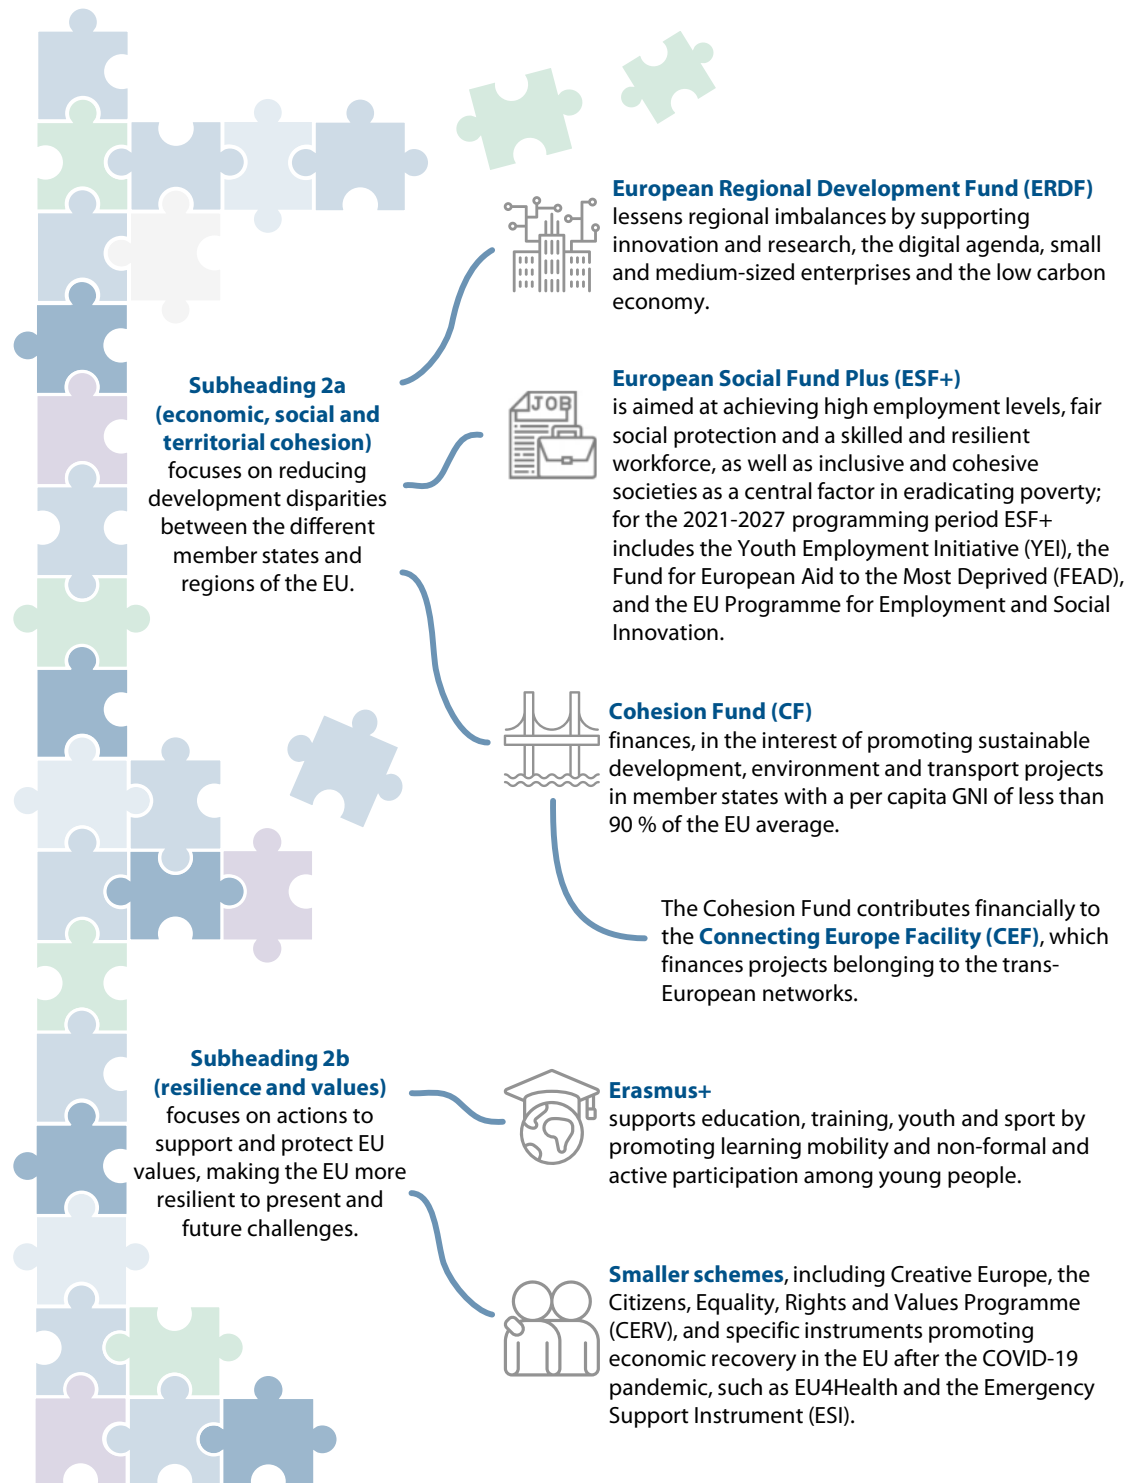 European Regional Development Fund (ERDF)
lessens regional imbalances by supporting
innovation and research, the digital agenda, small
and medium-sized enterprises and the low carbon
economy.
Subheading 2a
(economic, social and
territorial cohesion)
focuses on reducing
development disparities
between the different
member states and
regions of the EU.
JOB
European Social Fund Plus (ESF+)
is aimed at achieving high employment levels, fair
social protection and a skilled and resilient
workforce, as well as inclusive and cohesive
societies as a central factor in eradicating poverty;
for the 2021-2027 programming period ESF+
includes the Youth Employment Initiative (YEI), the
Fund for European Aid to the Most Deprived (FEAD),
and the EU Programme for Employment and Social
Innovation.
Cohesion Fund (CF)
finances, in the interest of promoting sustainable
development, environment and transport projects
in member states with a per capita GNI of less than
90 % of the EU average.
The Cohesion Fund contributes financially to
the Connecting Europe Facility (CEF), which
finances projects belonging to the trans-
European networks.
Subheading 2b
(resilience and values)
focuses on actions to
support and protect EU
values, making the EU more
resilient to present and
future challenges.
Erasmus+
supports education, training, youth and sport by
promoting learning mobility and non-formal and
active participation among young people.
Smaller schemes, including Creative Europe, the
Citizens, Equality, Rights and Values Programme
(CERV), and specific instruments promoting
economic recovery in the EU after the COVID-19
pandemic, such as EU4Health and the Emergency
Support Instrument (ESI).